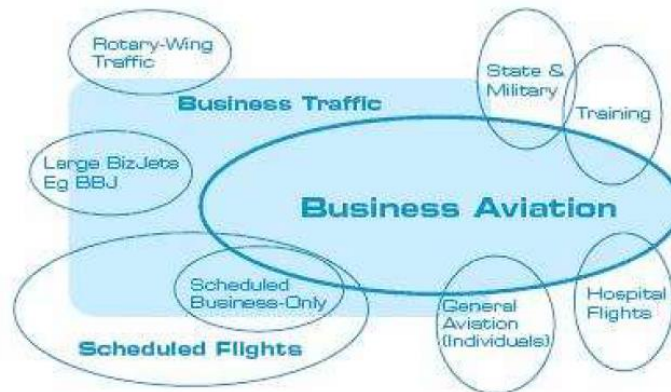 Rotary-Wing
Traffic
State &
Military
Business Traffic
Training
Large BizJets
Eg BBJ
Business Aviation
Scheduled
Business-Only
General
Aviation
(Individuals)
Hospital
Flights
Scheduled Flights